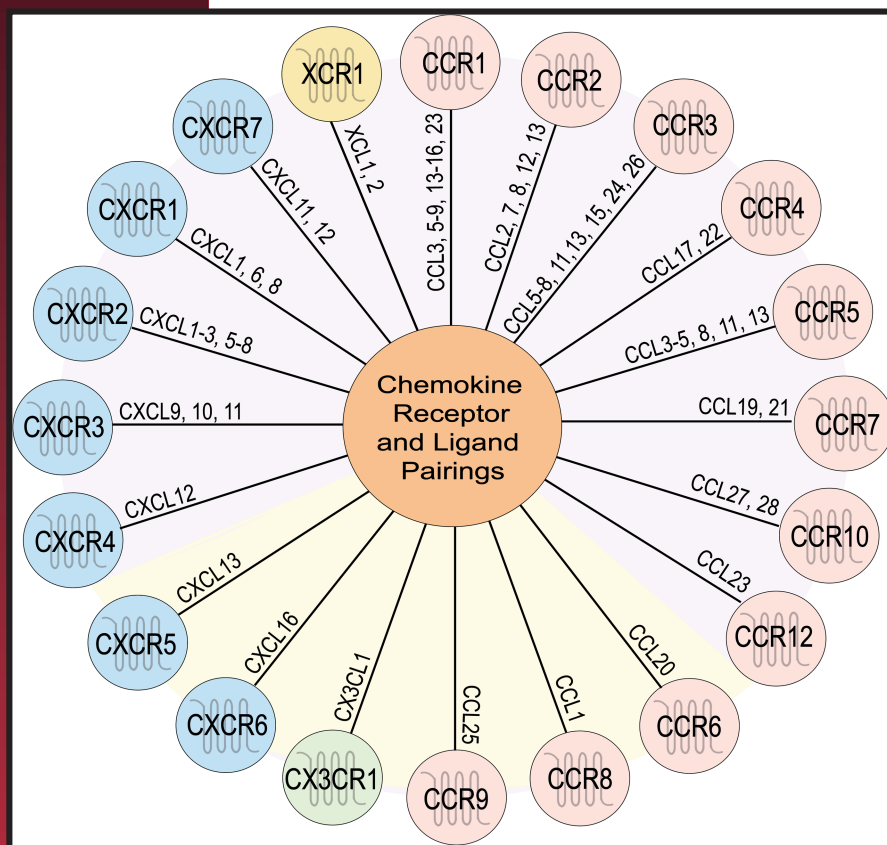 Chemokine
Receptor
and Ligand
Pairings
CCR1
CCL3, 5-9, 13-16, 23
CCR2
CCL2, 7, 8, 12, 13
CCR3
CCL5-8, 11,13, 15, 24, 26
CCR4
CCL17, 22
CCR5
CCL3-5, 8, 11, 13
CCR7
CCL19, 21
CCR10
CCL27, 28
CCR12
CCL23
CCR6
CCL20
CCR8
CCL1
CCR9
CCL25
CX3CR1
CX3CL1
CXCR6
CXCL16
CXCR5
CXCL13
CXCR4
CXCL12
CXCR3
CXCL9, 10, 11
CXCR2
CXCL1-3, 5-8
CXCR1
CXCL1, 6, 8
CXCR7
CXCL11, 12
XCR1
XCL1, 2